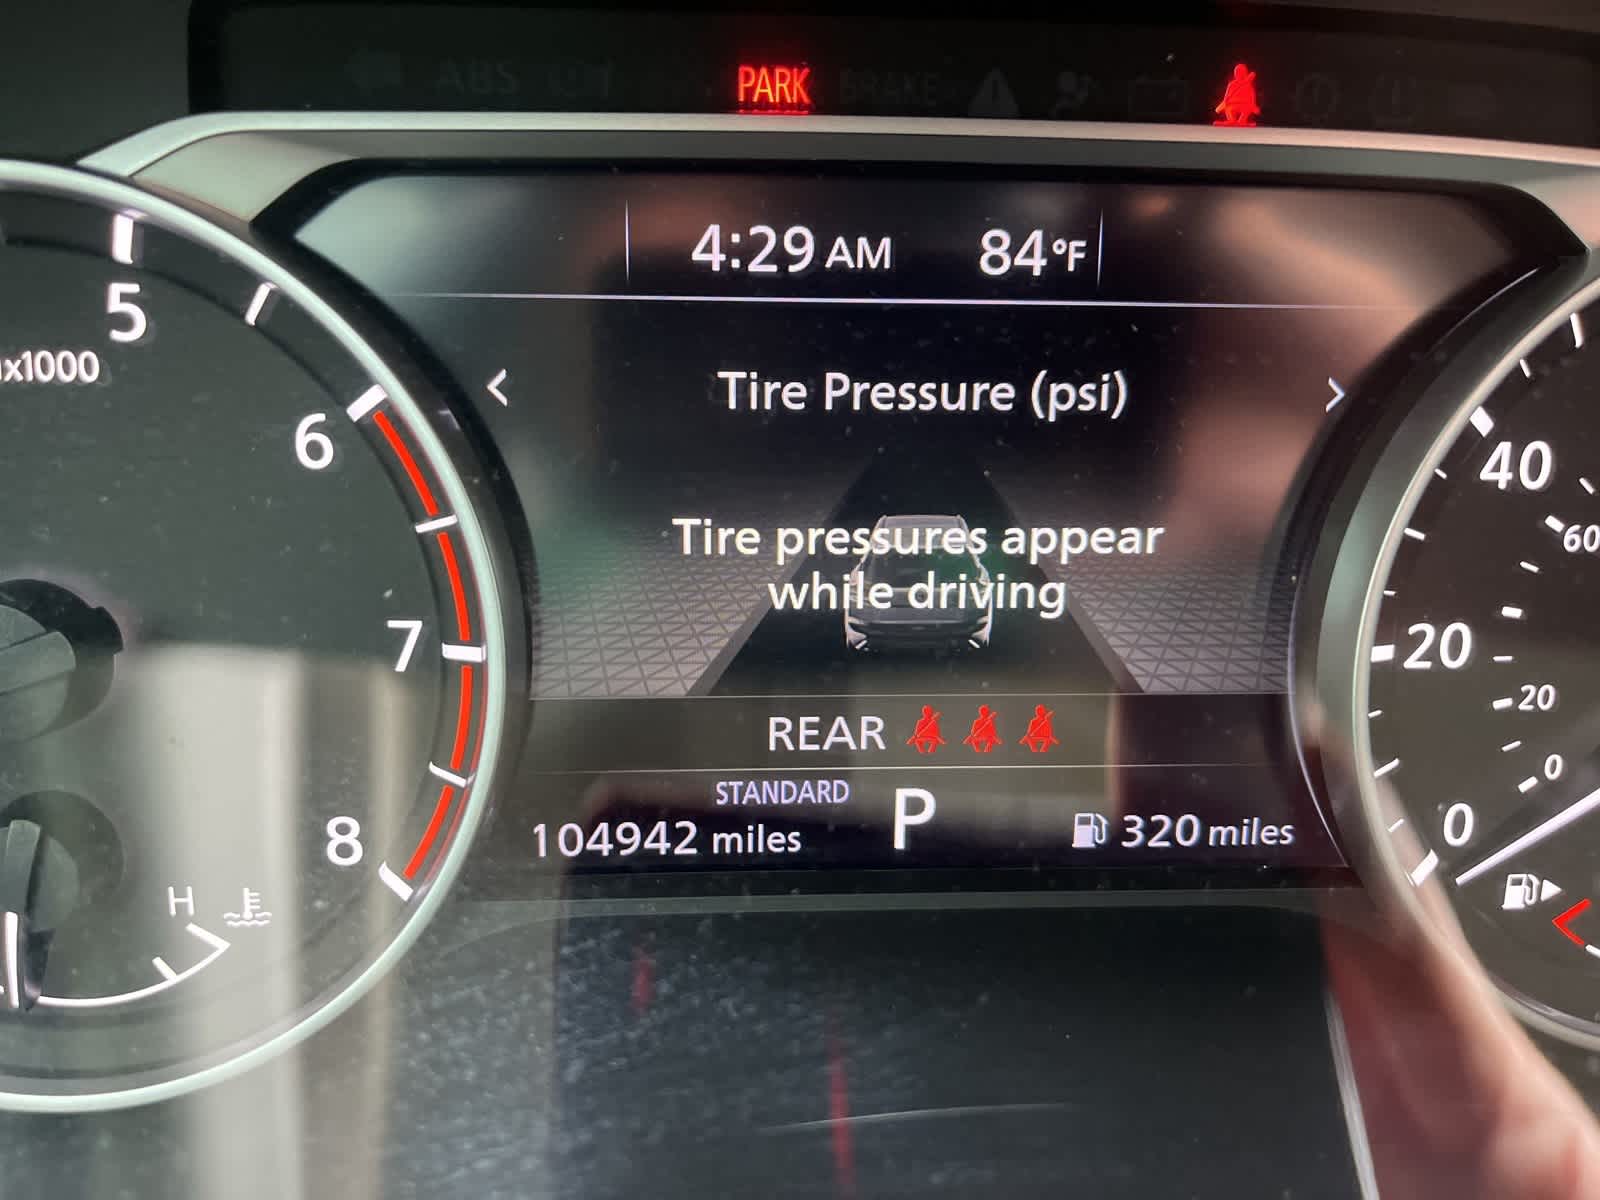 ABS
PARK BRAKE
4:29 AM 84°F
5
x1000
6
7
8
H
< Tire Pressure (psi) >
Tire pressures appear
while driving
REAR
STANDARD
104942 miles P 320 miles
40
60
20
20
0
0